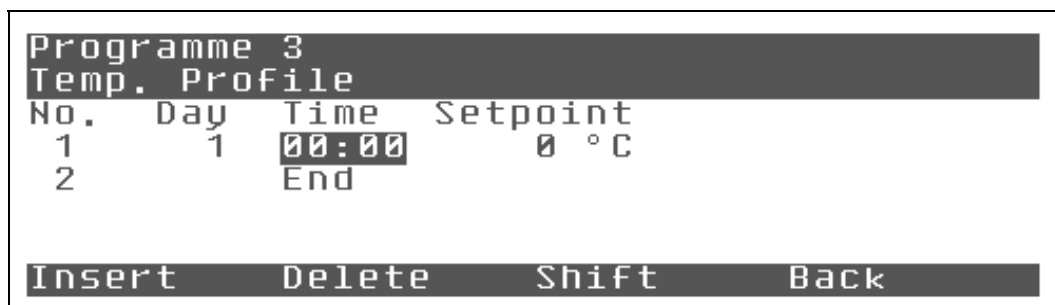 Programme 3
Temp. Profile
No. Day Time Setpoint
1 1 00:00 0 °C
2 End
Insert Delete Shift Back